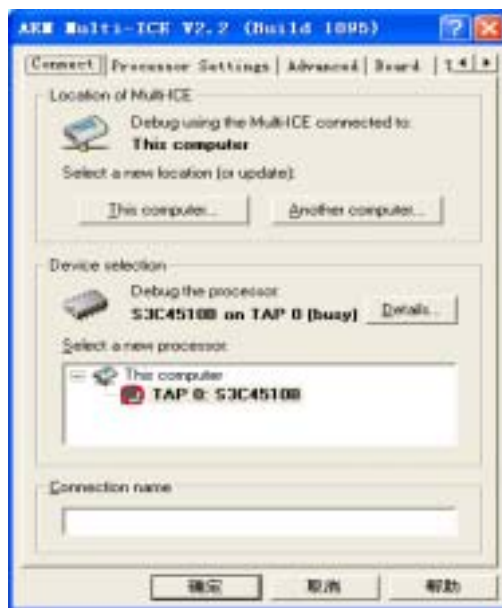 ARM Multi-ICE V2.2 (Build 1095)
Connect Processor Settings Advanced Board
Location of Multi-ICE
Debug using the Multi-ICE connected to:
This computer
Select a new location (or update):
This computer... Another computer...
Device selection
Debug the processor
S3C4510B on TAP 0 (busy) Details...
Select a new processor
This computer
TAP 0: S3C4510B
Connection name
确定 取消 帮助